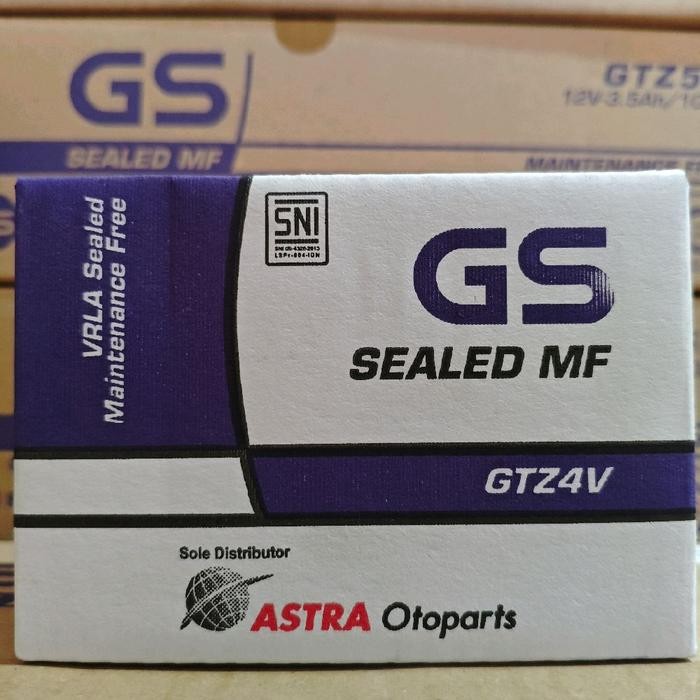 GS
SEALED MF
GTZ5
12V-3.5Ah/10
MAINTENANCE
VRLA Sealed
Maintenance Free
SNI
GS
SEALED MF
GTZ4V
Sole Distributor
ASTRA Otoparts